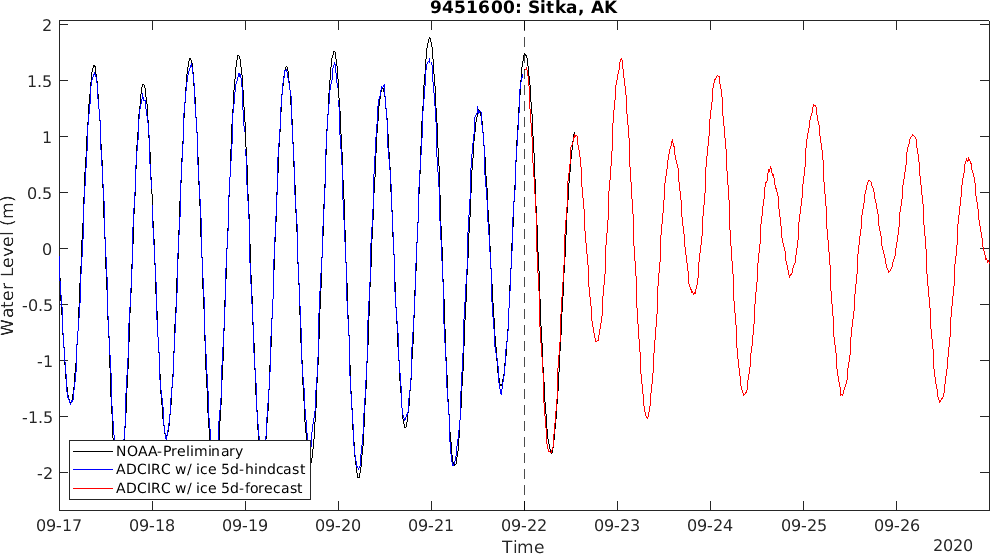 9451600: Sitka, AK
2
1.5
1
0.5
0
-0.5
-1
-1.5
-2
Water Level (m)
NOAA-Preliminary
ADCIRC w/ ice 5d-hindcast
ADCIRC w/ ice 5d-forecast
09-17 09-18 09-19 09-20 09-21 09-22 09-23 09-24 09-25 09-26
Time
2020